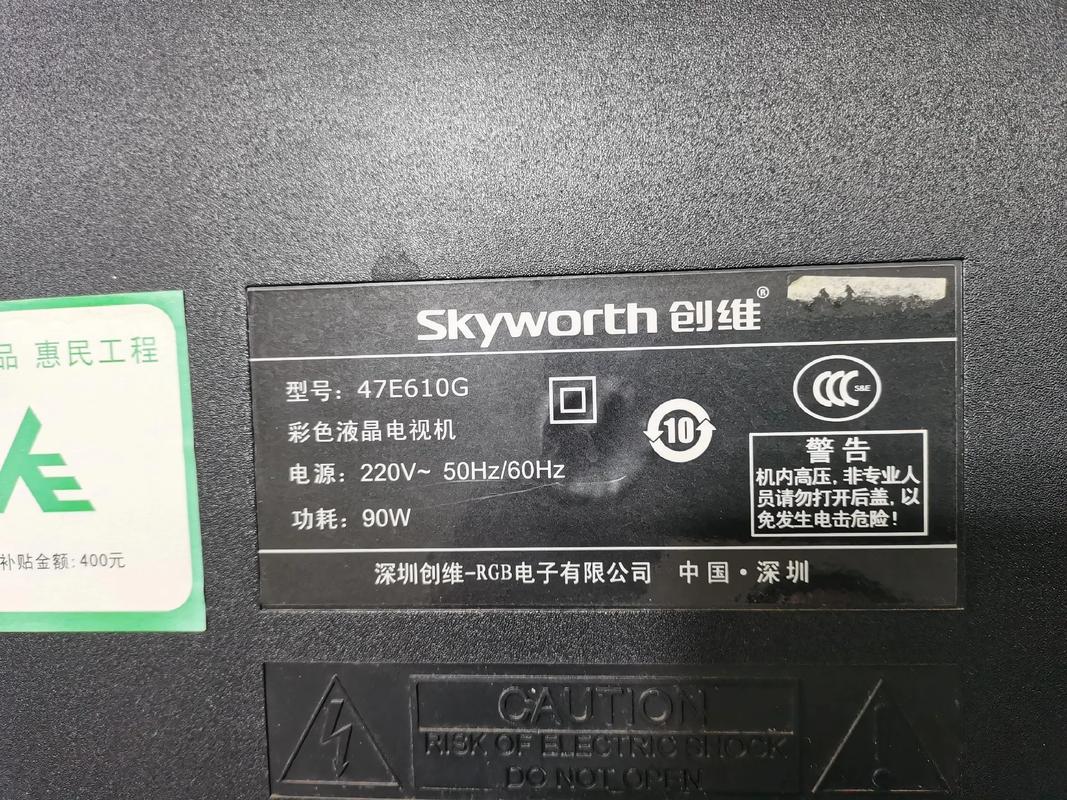 品 惠民工程
补贴金额:400元
Skyworth 创维®
型号: 47E610G
彩色液晶电视机
电源: 220V~ 50Hz/60Hz
功耗: 90W
10
CCC S&E
警告
机内高压, 非专业人
员请勿打开后盖, 以
免发生电击危险!
深圳创维-RGB电子有限公司 中国·深圳
CAUTION
RISK OF ELECTRIC SHOCK
DO NOT OPEN